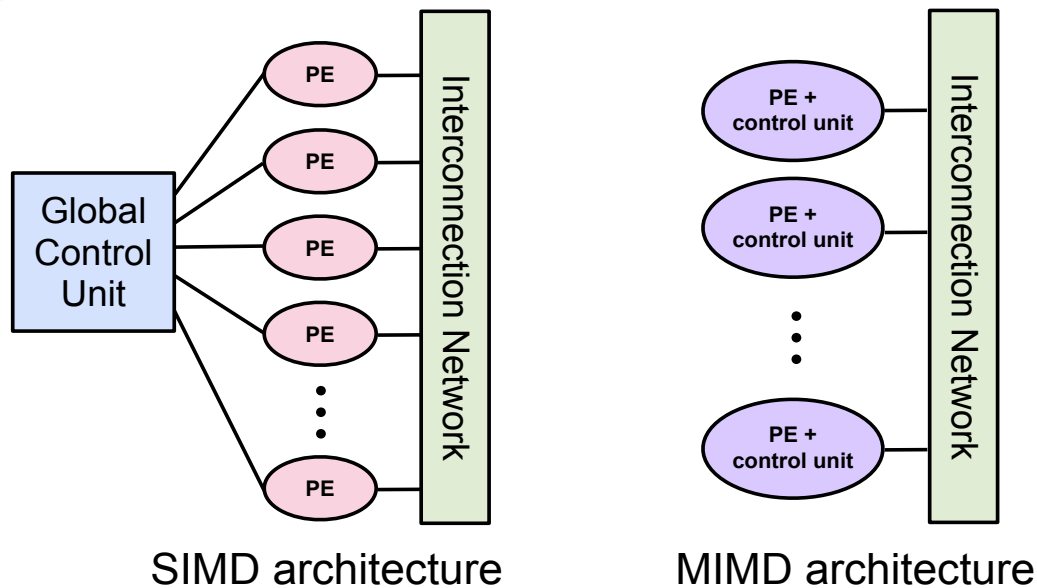 Global
Control
Unit
PE
PE
PE
PE
PE
Interconnection Network
SIMD architecture
PE +
control unit
PE +
control unit
PE +
control unit
Interconnection Network
MIMD architecture